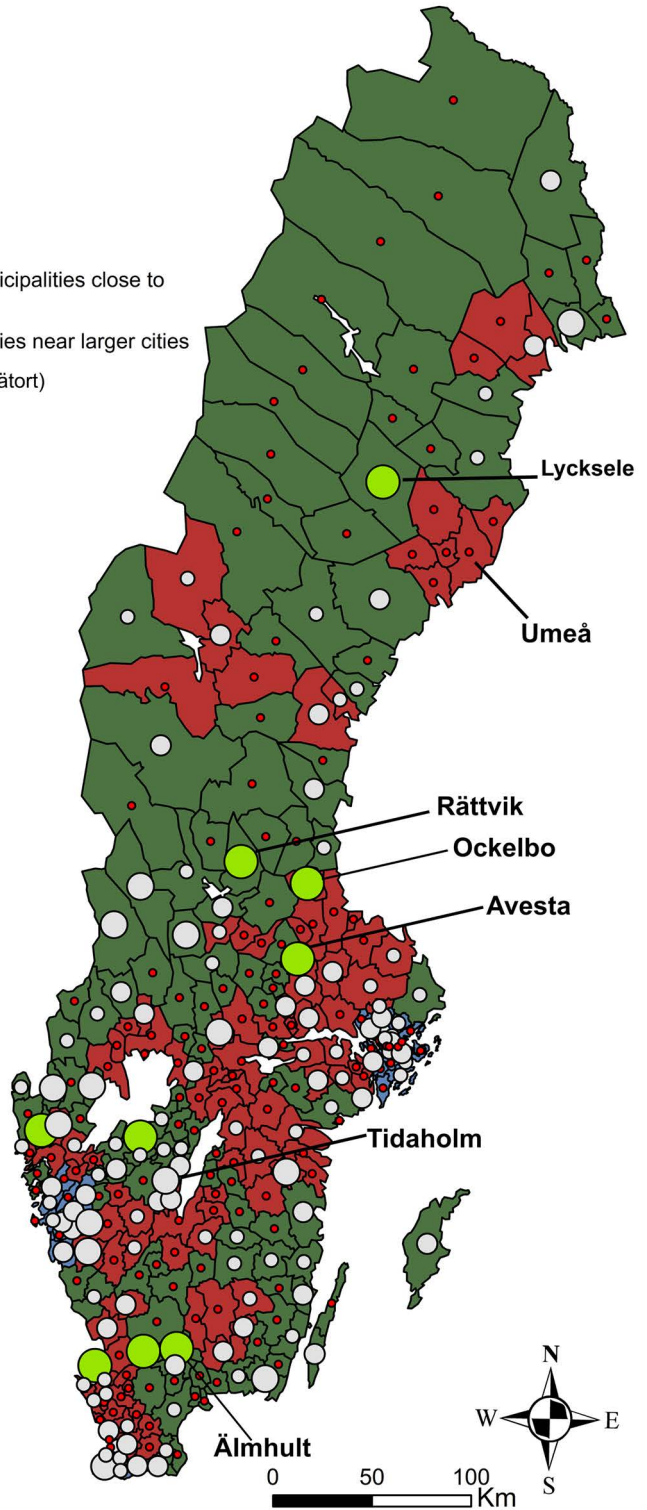 icipalities close to
ies near larger cities
ätort)
Lycksele
Umeå
Rättvik
Ockelbo
Avesta
Tidaholm
Älmhult
N
W E
S
0 50 100
Km